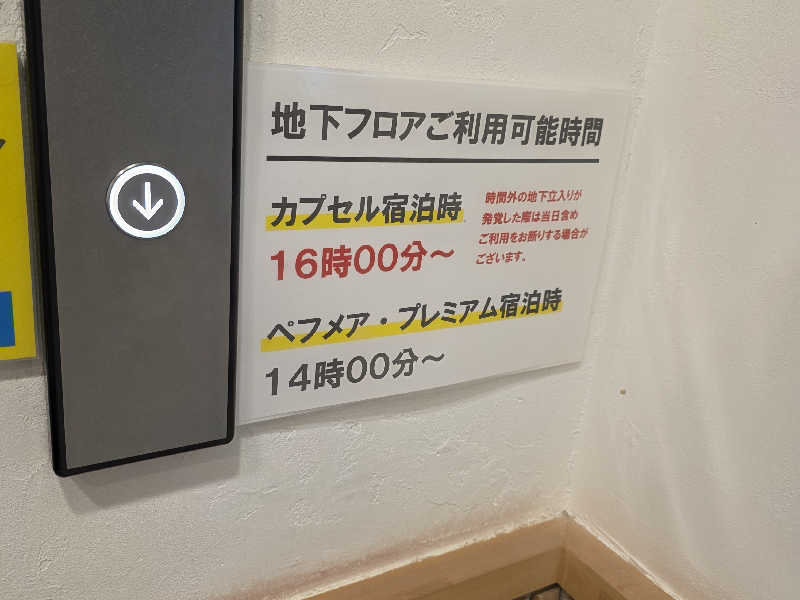 地下フロアご利用可能時間
カプセル宿泊時
16時00分～
時間外の地下立入りが
発覚した際は当日含め
ご利用をお断りする場合が
ございます。
ペフメア・プレミアム宿泊時
14時00分～